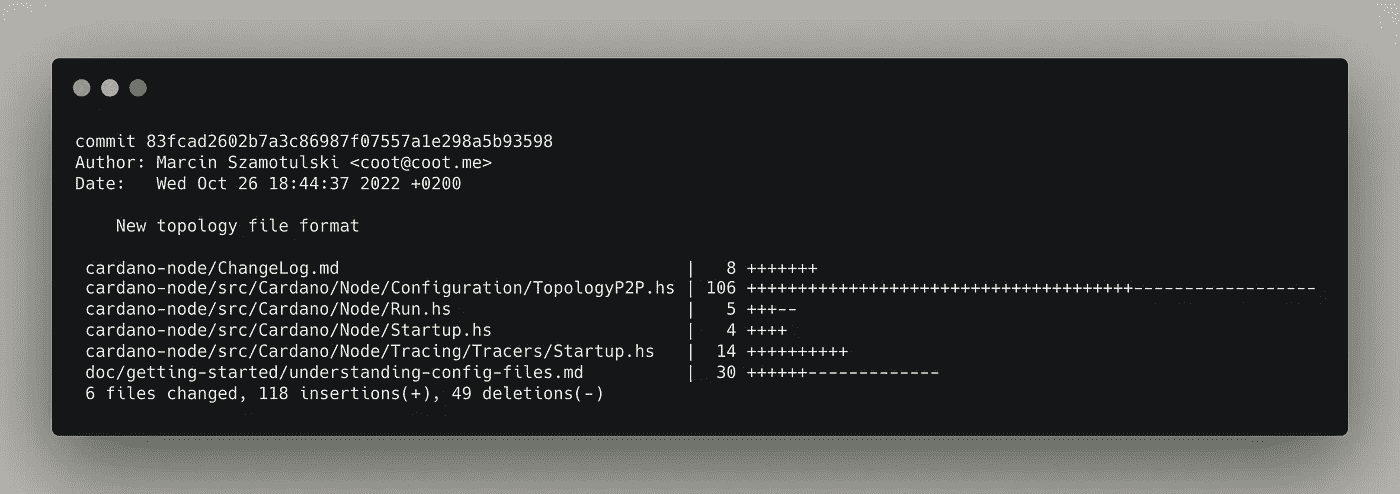 commit 83fcad2602b7a3c86987f07557a1e298a5b93598
Author: Marcin Szamotulski <coot@coot.me>
Date:   Wed Oct 26 18:44:37 2022 +0200
New topology file format
cardano-node/ChangeLog.md | 8 +++++++
cardano-node/src/Cardano/Node/Configuration/TopologyP2P.hs | 106 ++++++++++++++++++++++++++++++++++++++------------------
cardano-node/src/Cardano/Node/Run.hs | 5 +++--
cardano-node/src/Cardano/Node/Startup.hs | 4 ++++
cardano-node/src/Cardano/Node/Tracing/Tracers/Startup.hs | 14 ++++++++++
doc/getting-started/understanding-config-files.md | 30 ++++++-------------
6 files changed, 118 insertions(+), 49 deletions(-)